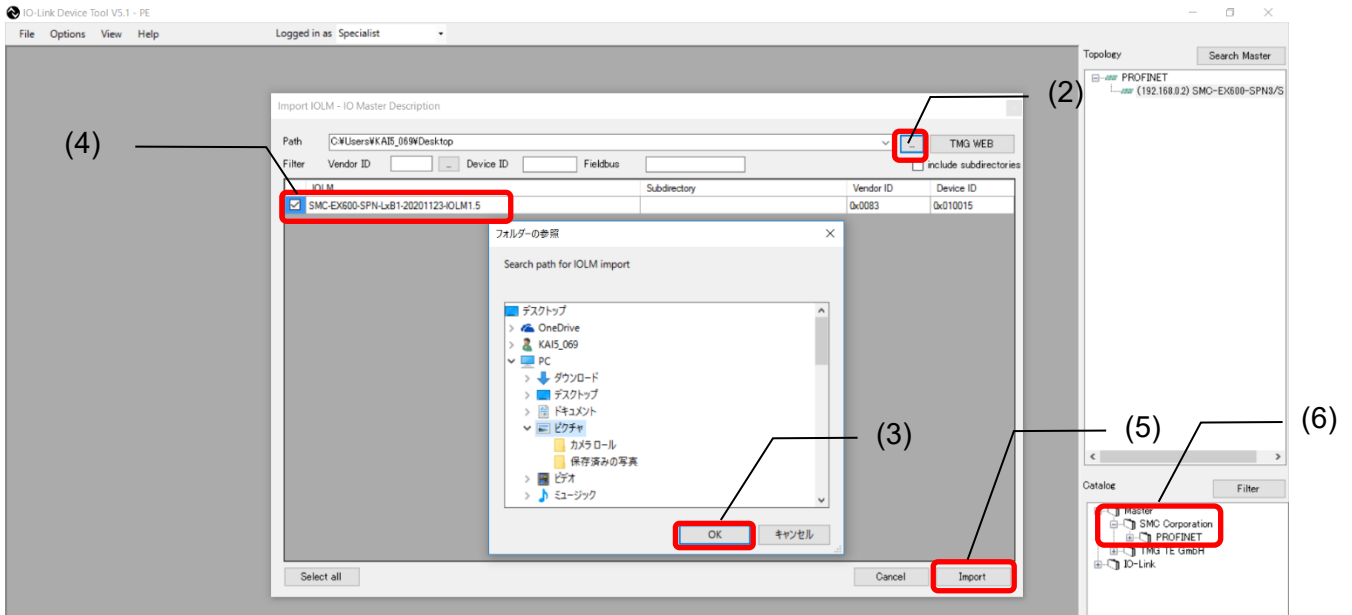 IO-Link Device Tool V5.1 - PE
File Options View Help Logged in as Specialist
Topology Search Master
PROFINET
(192.168.0.2) SMC-EX600-SPN3/S
(2)
Import IOLM - IO Master Description
(4)
Path C:¥Users¥KAI5_069¥Desktop ... TMG WEB
Filter Vendor ID ... Device ID Fieldbus include subdirectories
IOLM Subdirectory Vendor ID Device ID
SMC-EX600-SPN-LxB1-20201123-IOLM1.5 0x0083 0x010015
フォルダーの参照
Search path for IOLM import
デスクトップ
OneDrive
KAI5_069
PC
ダウンロード
デスクトップ
ドキュメント
ピクチャ
カメラ ロール
保存済みの写真
ビデオ
ミュージック
(3)
(5)
(6)
OK キャンセル
Catalog Filter
Master
SMC Corporation
PROFINET
TMG TE GmbH
IO-Link
Select all Cancel Import